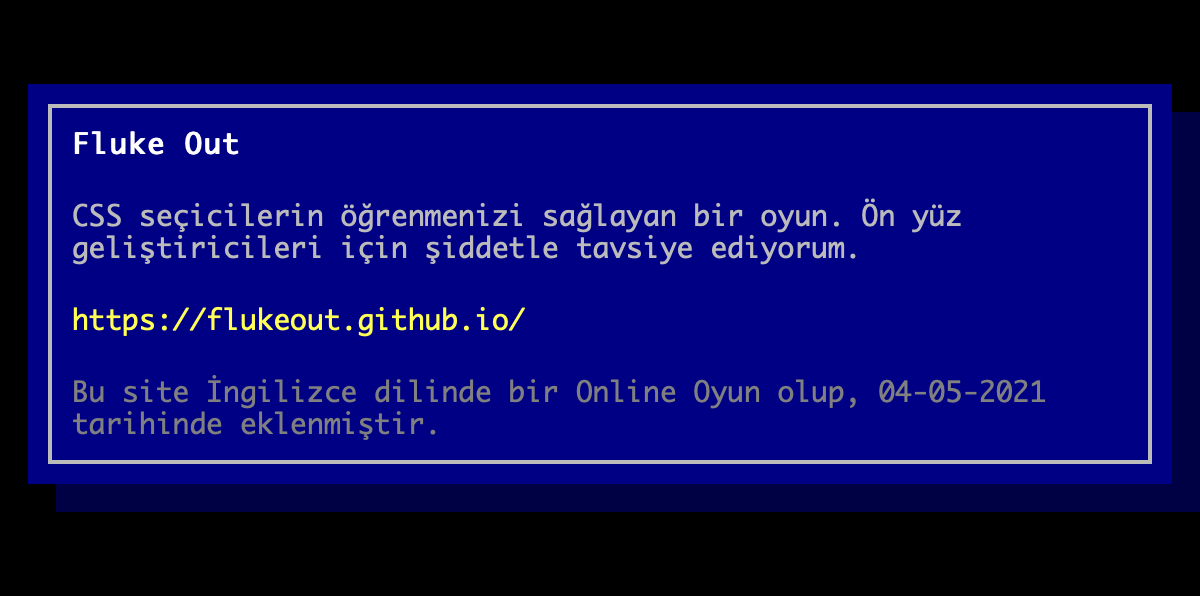 Fluke Out
CSS seçicilerin öğrenmenizi sağlayan bir oyun. Ön yüz
geliştiricileri için şiddetle tavsiye ediyorum.
https://flukeout.github.io/
Bu site İngilizce dilinde bir Online Oyun olup, 04-05-2021
tarihinde eklenmiştir.